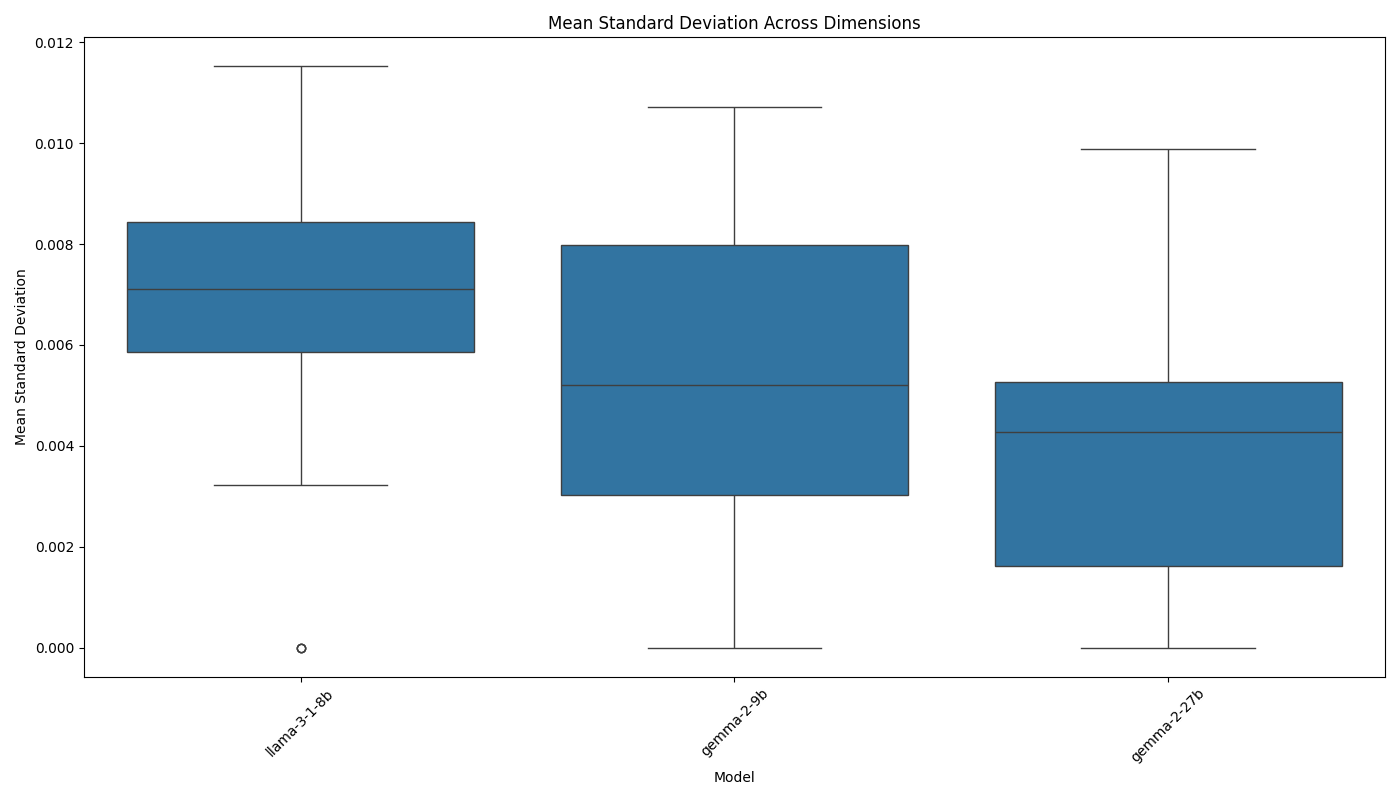 Mean Standard Deviation Across Dimensions
Mean Standard Deviation
0.012
0.010
0.008
0.006
0.004
0.002
0.000
llama-3-1-8b
gemma-2-9b
gemma-2-27b
Model